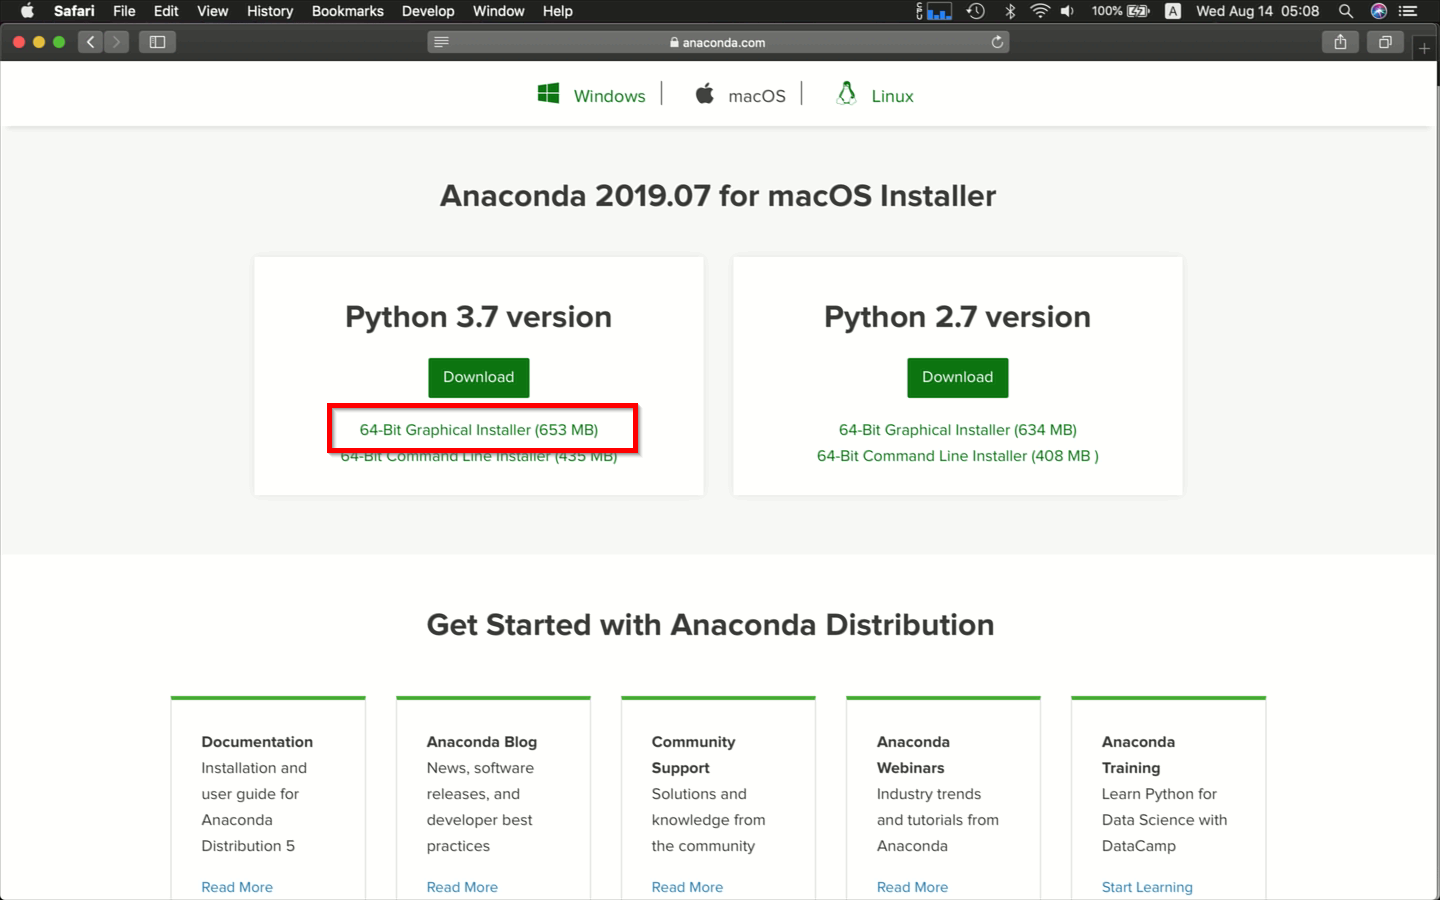 Safari File Edit View History Bookmarks Develop Window Help CPU 100% A Wed Aug 14 05:08
anaconda.com
Windows macOS Linux
Anaconda 2019.07 for macOS Installer
Python 3.7 version
Download
64-Bit Graphical Installer (653 MB)
64-Bit Command Line Installer (435 MB)
Python 2.7 version
Download
64-Bit Graphical Installer (634 MB)
64-Bit Command Line Installer (408 MB )
Get Started with Anaconda Distribution
Documentation
Installation and
user guide for
Anaconda
Distribution 5
Read More
Anaconda Blog
News, software
releases, and
developer best
practices
Read More
Community
Support
Solutions and
knowledge from
the community
Read More
Anaconda
Webinars
Industry trends
and tutorials from
Anaconda
Read More
Anaconda
Training
Learn Python for
Data Science with
DataCamp
Start Learning